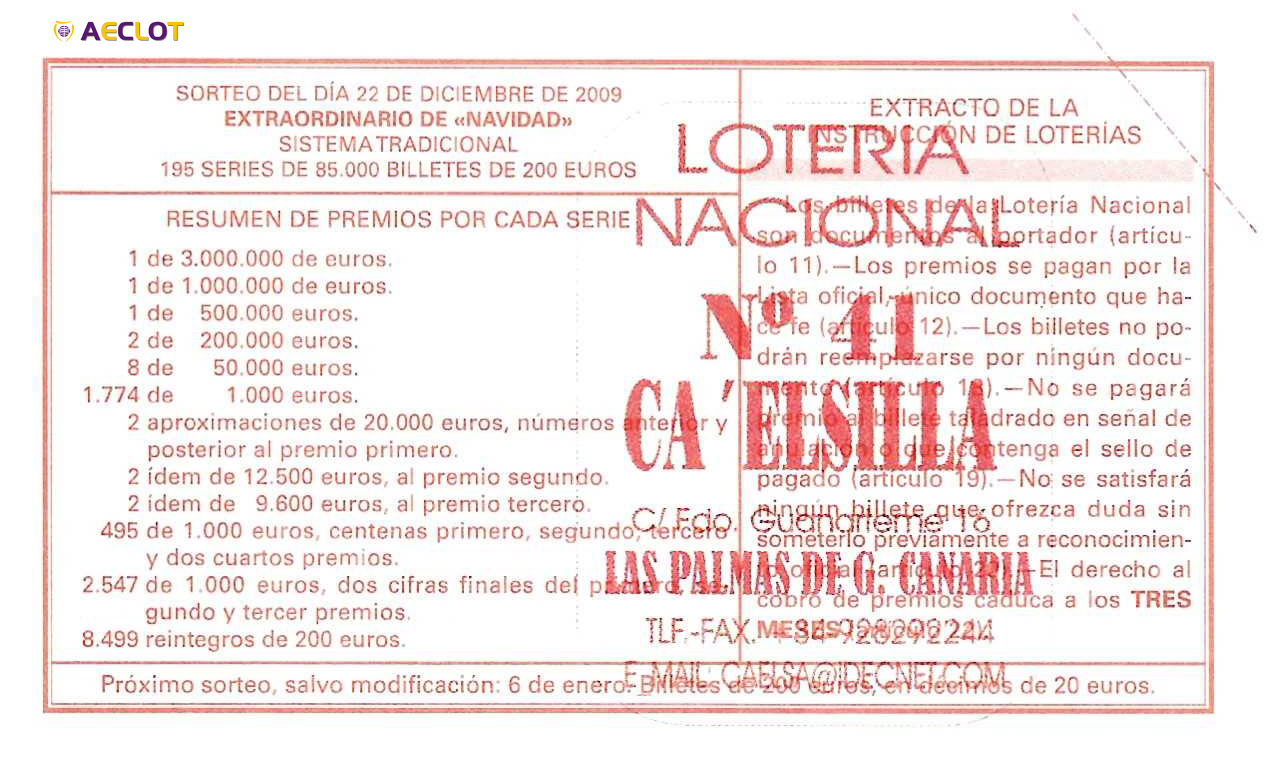 AECLOT
SORTEO DEL DÍA 22 DE DICIEMBRE DE 2009
EXTRAORDINARIO DE «NAVIDAD»
SISTEMA TRADICIONAL
195 SERIES DE 85.000 BILLETES DE 200 EUROS
RESUMEN DE PREMIOS POR CADA SERIE
1 de 3.000.000 de euros.
1 de 1.000.000 de euros.
1 de 500.000 euros.
2 de 200.000 euros.
8 de 50.000 euros.
1.774 de 1.000 euros.
2 aproximaciones de 20.000 euros, números anterior y
posterior al premio primero.
2 ídem de 12.500 euros, al premio segundo.
2 ídem de 9.600 euros, al premio tercero.
495 de 1.000 euros, centenas primero, segundo, tercero
y dos cuartos premios.
2.547 de 1.000 euros, dos cifras finales del primero, se-
gundo y tercer premios.
8.499 reintegros de 200 euros.
EXTRACTO DE LA
INSTRUCCIÓN DE LOTERÍAS
Los billetes de la Lotería Nacional
son documentos al portador (artícu-
lo 11).—Los premios se pagan por la
Lista oficial, único documento que ha-
ce fe (artículo 12).—Los billetes no po-
drán reemplazarse por ningún docu-
mento (artículo 18).—No se pagará
premio al billete taladrado en señal de
anulación o que contenga el sello de
pagado (artículo 19).—No se satisfará
ningún billete que ofrezca duda sin
someterlo previamente a reconocimien-
El derecho al
cobro de premios caduca a los TRES
MESES
Próximo sorteo, salvo modificación: 6 de enero. Billetes de 200 euros, en décimos de 20 euros.
LOTERIA
NACIONAL
Nº 41
CA´ELSILLA
C/ Fdo. Guanarteme 16
LAS PALMAS DE G. CANARIA
TLF.-FAX. + 34 928292244
E-MAIL: CAELSA@IDECNET.COM